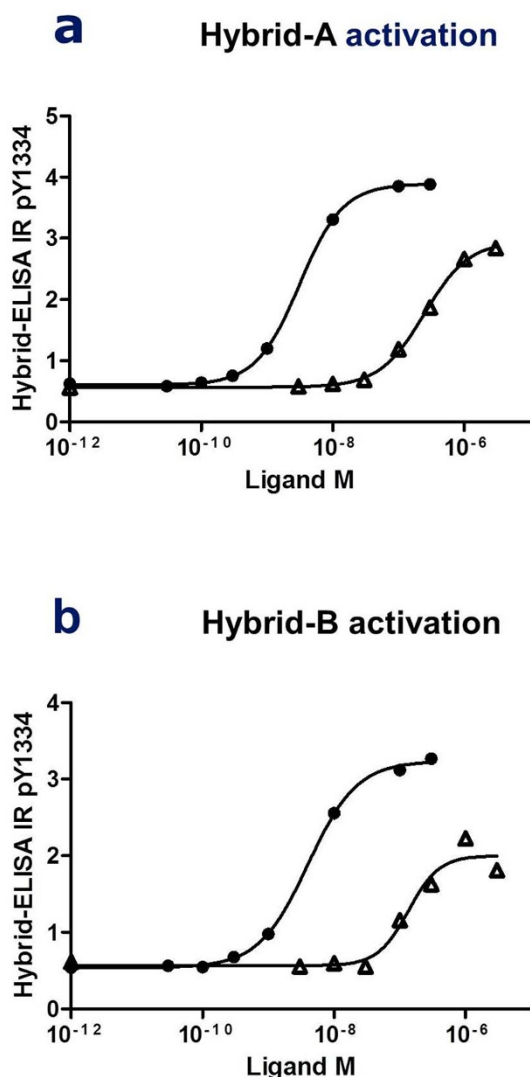 a Hybrid-A activation
Hybrid-ELISA IR pY1334
5
4
3
2
1
0
10-12 10-10 10-8 10-6
Ligand M
b Hybrid-B activation
Hybrid-ELISA IR pY1334
4
3
2
1
0
10-12 10-10 10-8 10-6
Ligand M